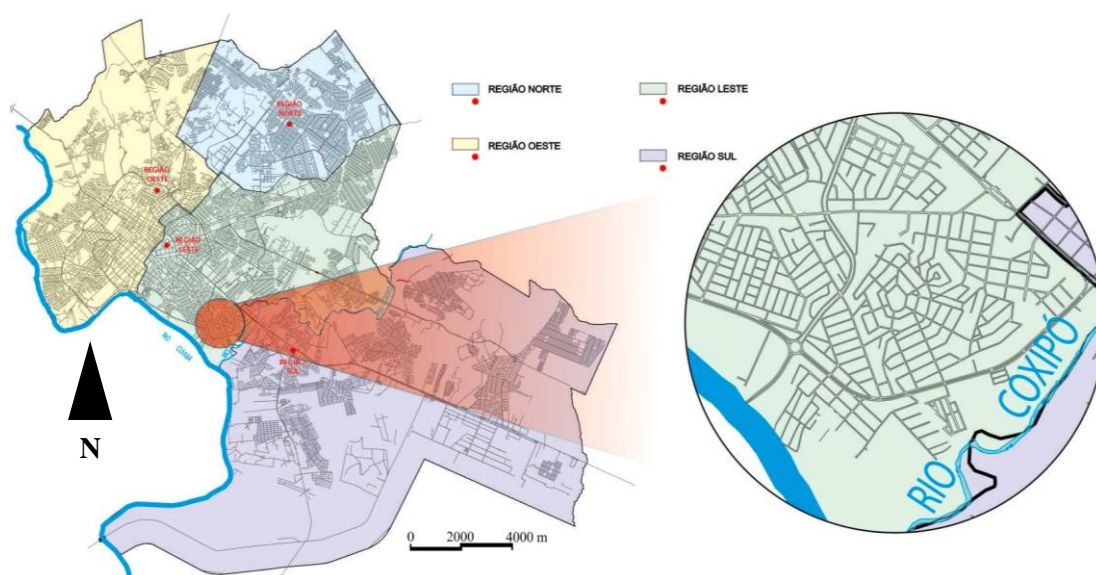 REGIÃO NORTE
REGIÃO LESTE
REGIÃO OESTE
REGIÃO SUL
REGIÃO
NORTE
REGIÃO
OESTE
REGIÃO
LESTE
RIO CUIABÁ
REGIÃO
SUL
N
0 2000 4000 m
RIO COXIPÓ